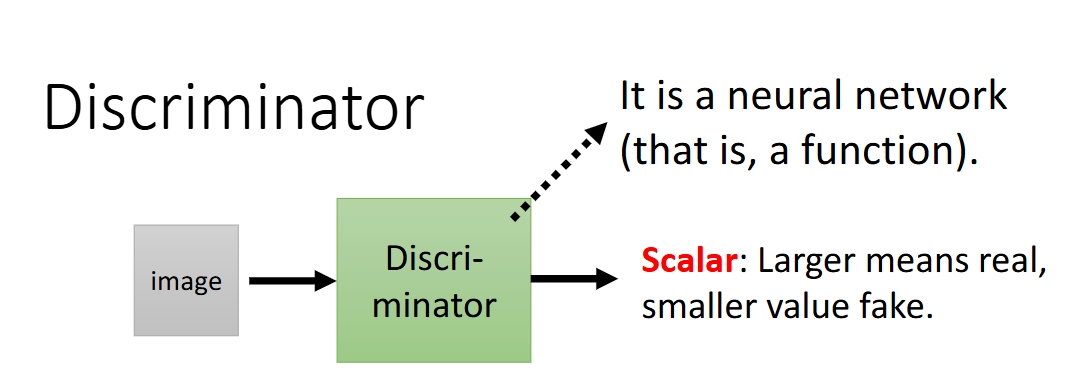 Discriminator
It is a neural network
(that is, a function).
image
Discri-
minator
Scalar: Larger means real,
smaller value fake.